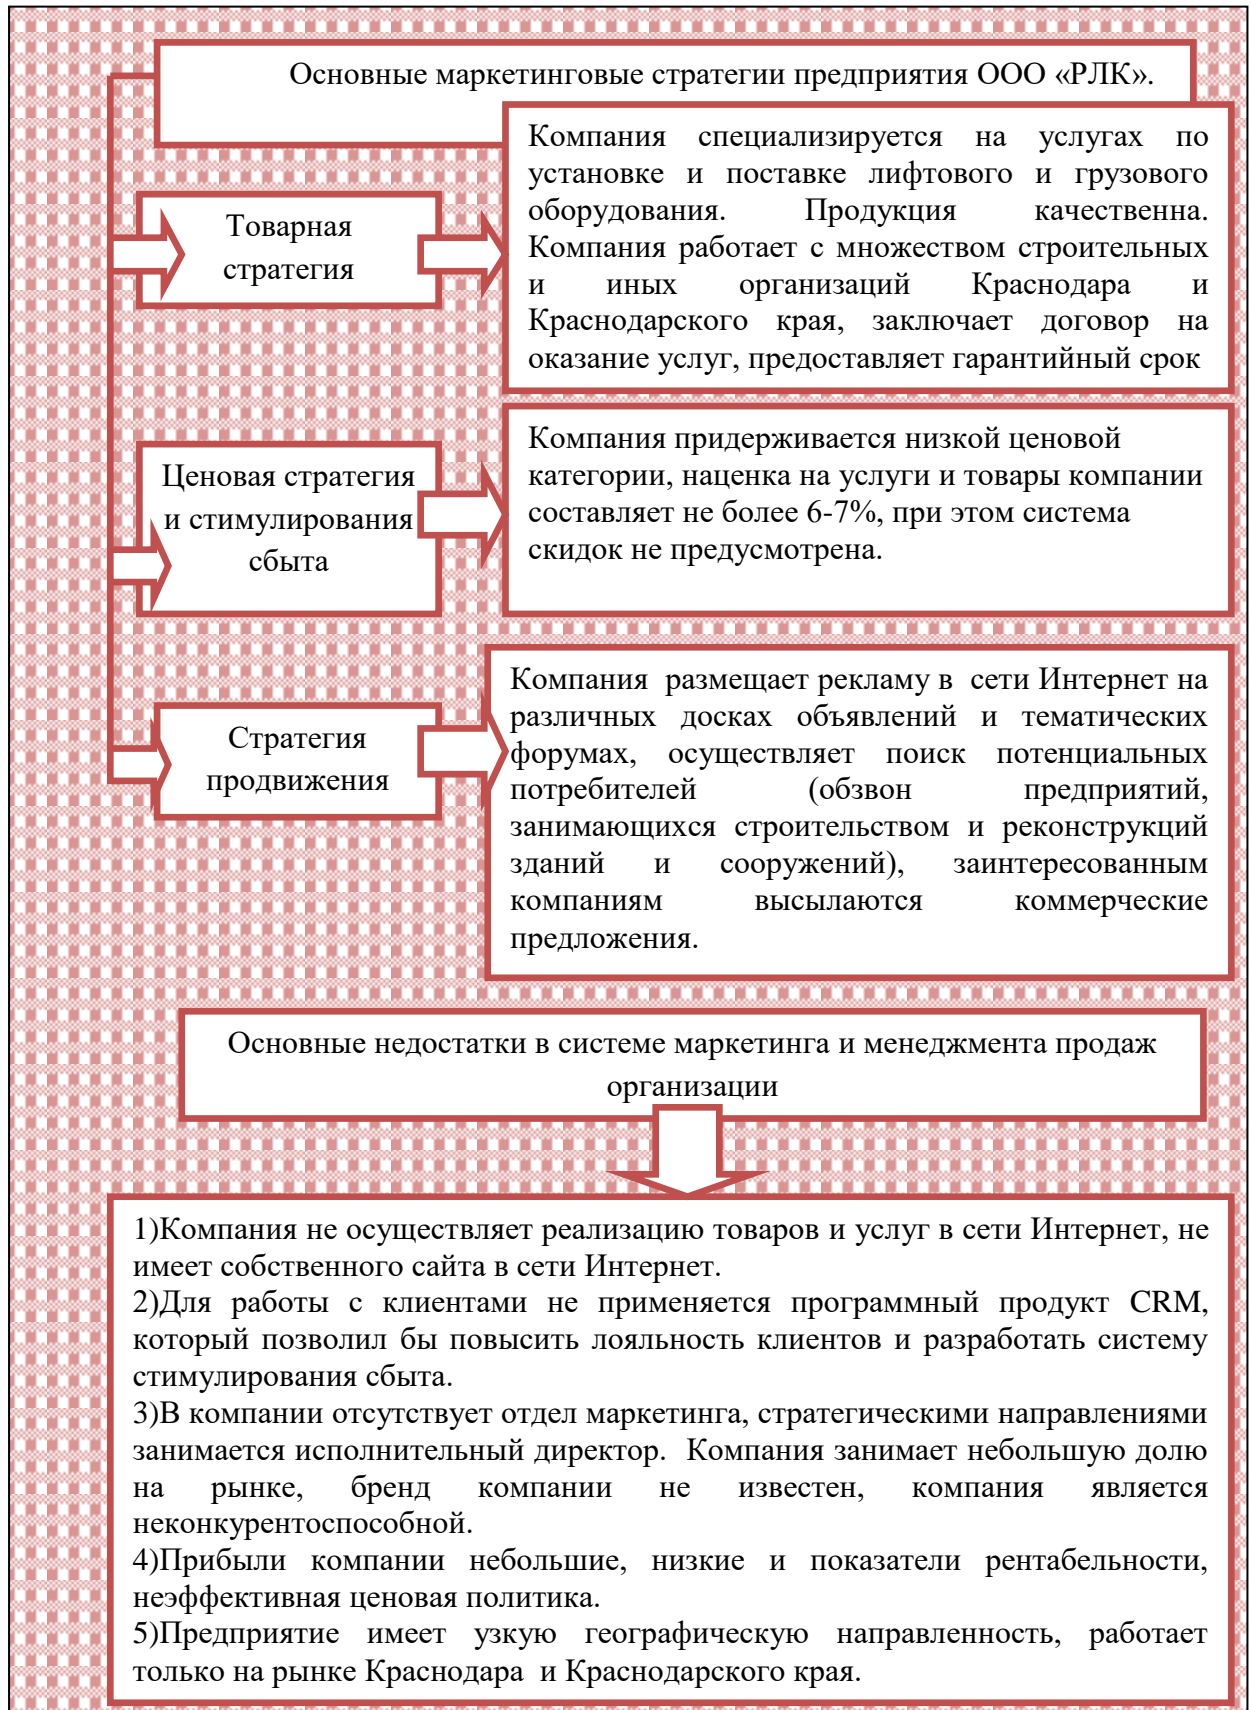 Основные маркетинговые стратегии предприятия ООО «РЛК».
Товарная
стратегия
Компания специализируется на услугах по
установке и поставке лифтового и грузового
оборудования. Продукция качественна.
Компания работает с множеством строительных
и иных организаций Краснодара и
Краснодарского края, заключает договор на
оказание услуг, предоставляет гарантийный срок
Ценовая стратегия
и стимулирования
сбыта
Компания придерживается низкой ценовой
категории, наценка на услуги и товары компании
составляет не более 6-7%, при этом система
скидок не предусмотрена.
Стратегия
продвижения
Компания размещает рекламу в сети Интернет на
различных досках объявлений и тематических
форумах, осуществляет поиск потенциальных
потребителей (обзвон предприятий,
занимающихся строительством и реконструкций
зданий и сооружений), заинтересованным
компаниям высылаются коммерческие
предложения.
Основные недостатки в системе маркетинга и менеджмента продаж
организации
1)Компания не осуществляет реализацию товаров и услуг в сети Интернет, не
имеет собственного сайта в сети Интернет.
2)Для работы с клиентами не применяется программный продукт CRM,
который позволил бы повысить лояльность клиентов и разработать систему
стимулирования сбыта.
3)В компании отсутствует отдел маркетинга, стратегическими направлениями
занимается исполнительный директор. Компания занимает небольшую долю
на рынке, бренд компании не известен, компания является
неконкурентоспособной.
4)Прибыли компании небольшие, низкие и показатели рентабельности,
неэффективная ценовая политика.
5)Предприятие имеет узкую географическую направленность, работает
только на рынке Краснодара и Краснодарского края.